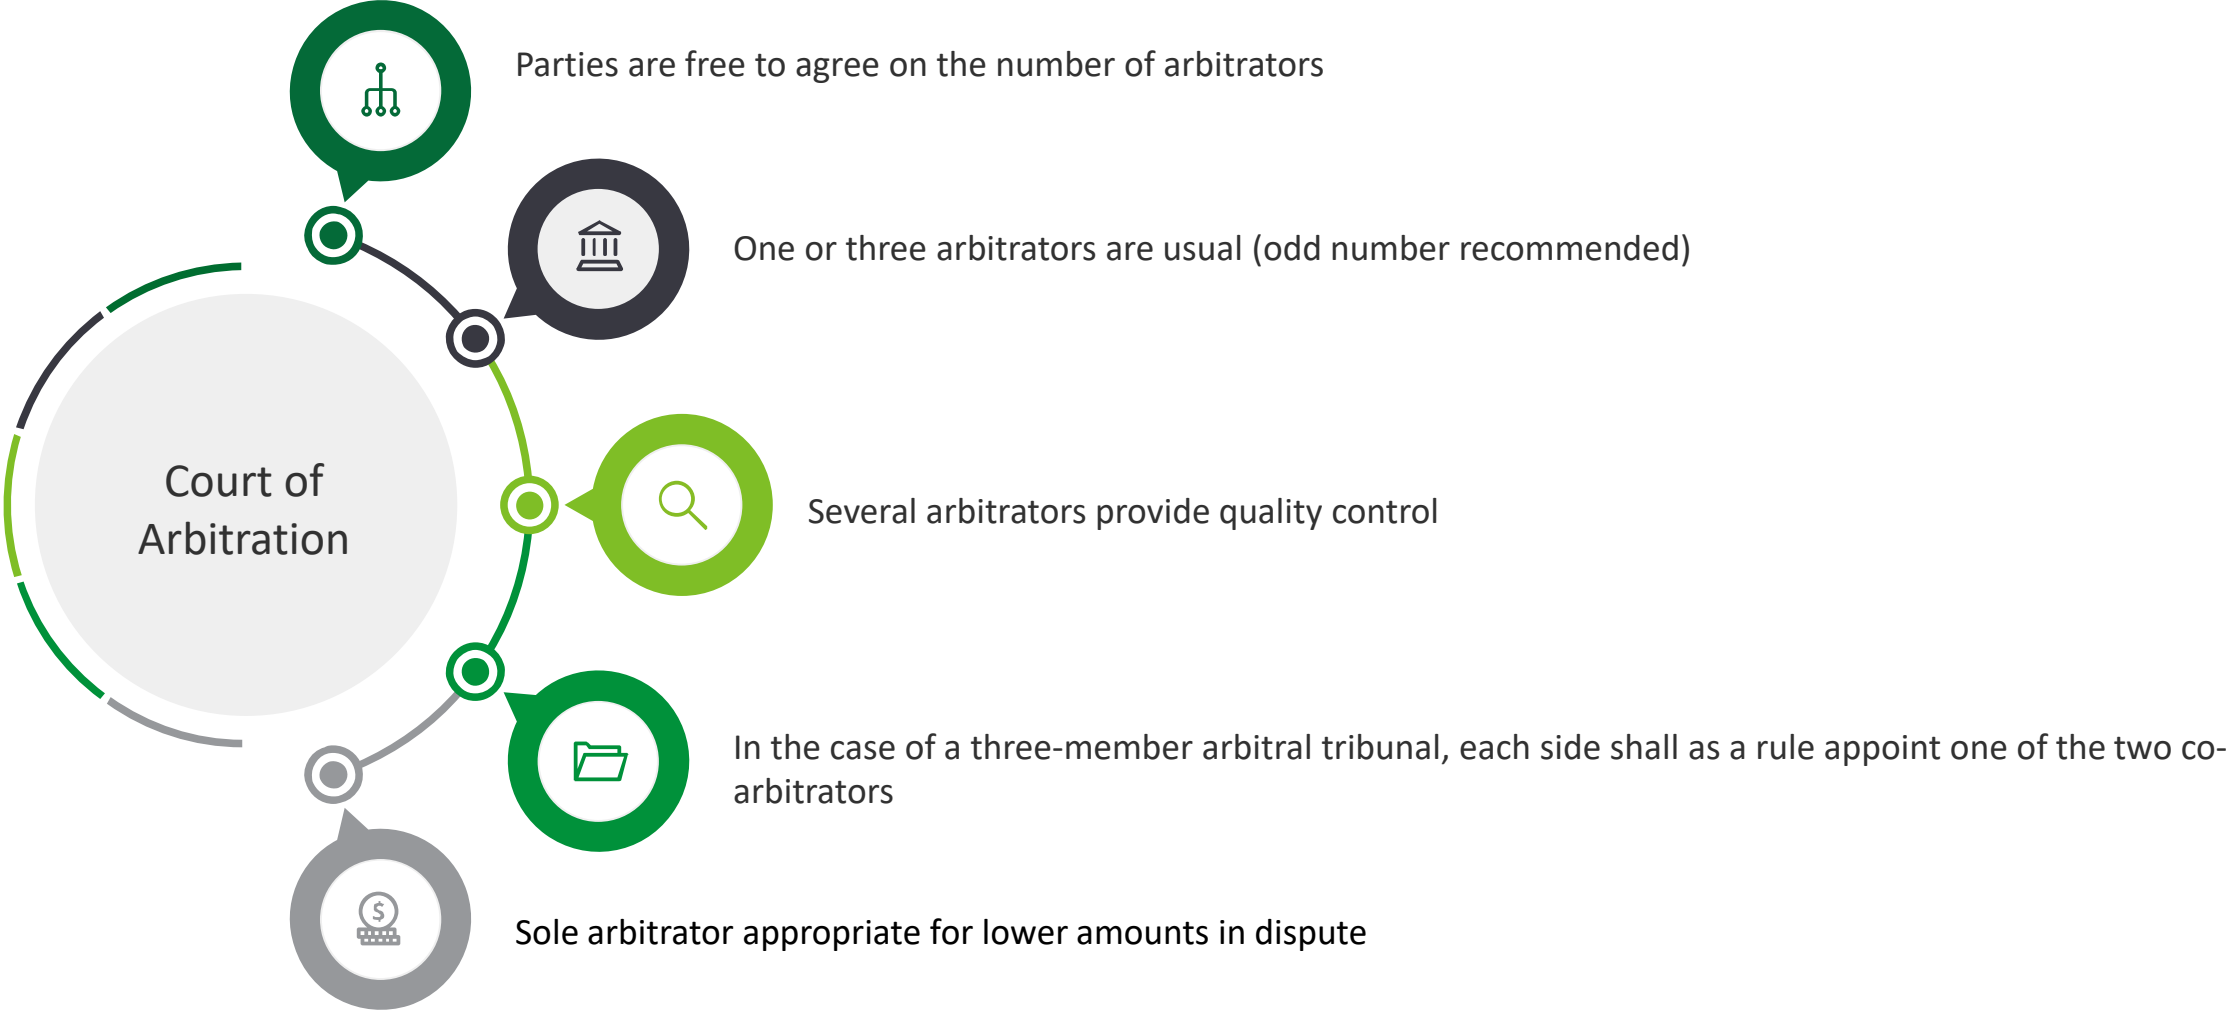 Parties are free to agree on the number of arbitrators
One or three arbitrators are usual (odd number recommended)
Court of
Arbitration
Several arbitrators provide quality control
In the case of a three-member arbitral tribunal, each side shall as a rule appoint one of the two co-
arbitrators
$
Sole arbitrator appropriate for lower amounts in dispute